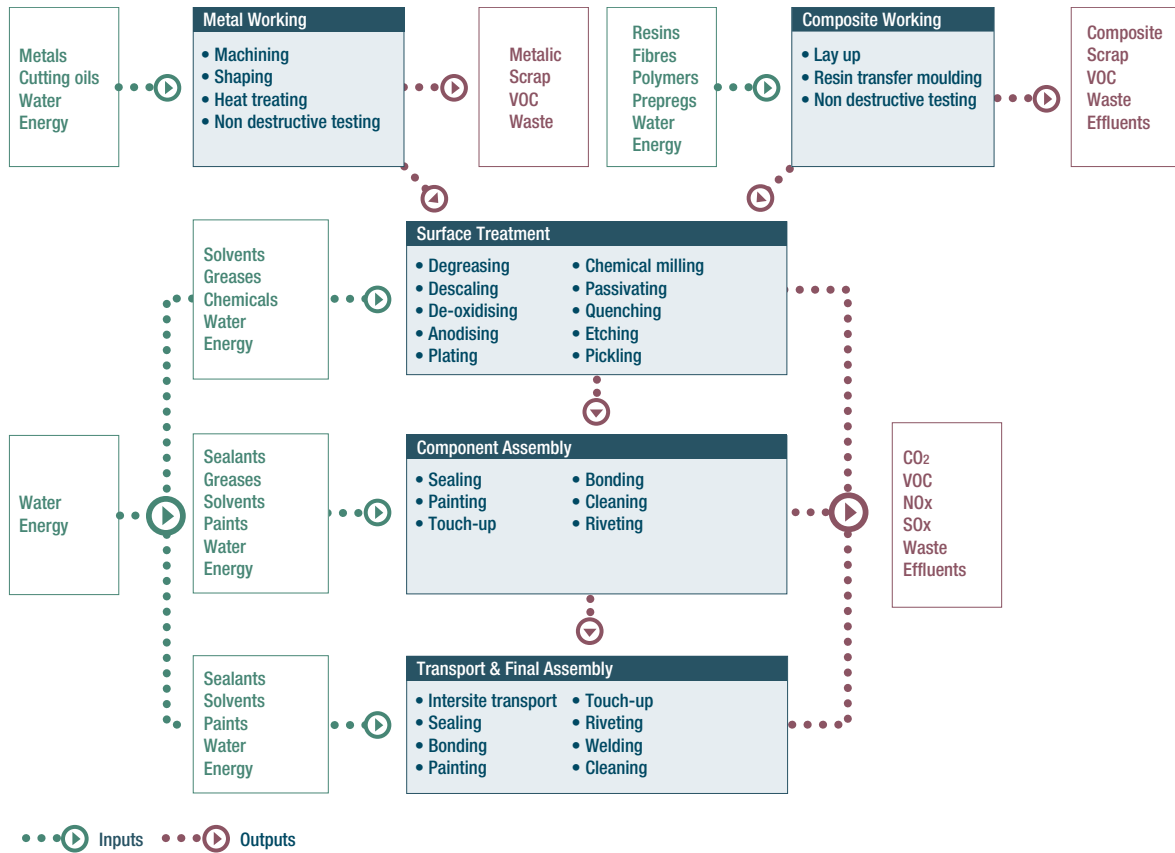 Metal Working
Metals
Cutting oils
Water
Energy
• Machining
• Shaping
• Heat treating
• Non destructive testing
Metalic
Scrap
VOC
Waste
Composite Working
Resins
Fibres
Polymers
Prepregs
Water
Energy
• Lay up
• Resin transfer moulding
• Non destructive testing
Composite
Scrap
VOC
Waste
Effluents
Surface Treatment
Solvents
Greases
Chemicals
Water
Energy
• Degreasing
• Descaling
• De-oxidising
• Anodising
• Plating
• Chemical milling
• Passivating
• Quenching
• Etching
• Pickling
Water
Energy
Component Assembly
Sealants
Greases
Solvents
Paints
Water
Energy
• Sealing
• Painting
• Touch-up
• Bonding
• Cleaning
• Riveting
CO2
VOC
NOx
SOx
Waste
Effluents
Transport & Final Assembly
Sealants
Solvents
Paints
Water
Energy
• Intersite transport
• Sealing
• Bonding
• Painting
• Touch-up
• Riveting
• Welding
• Cleaning
Inputs
Outputs